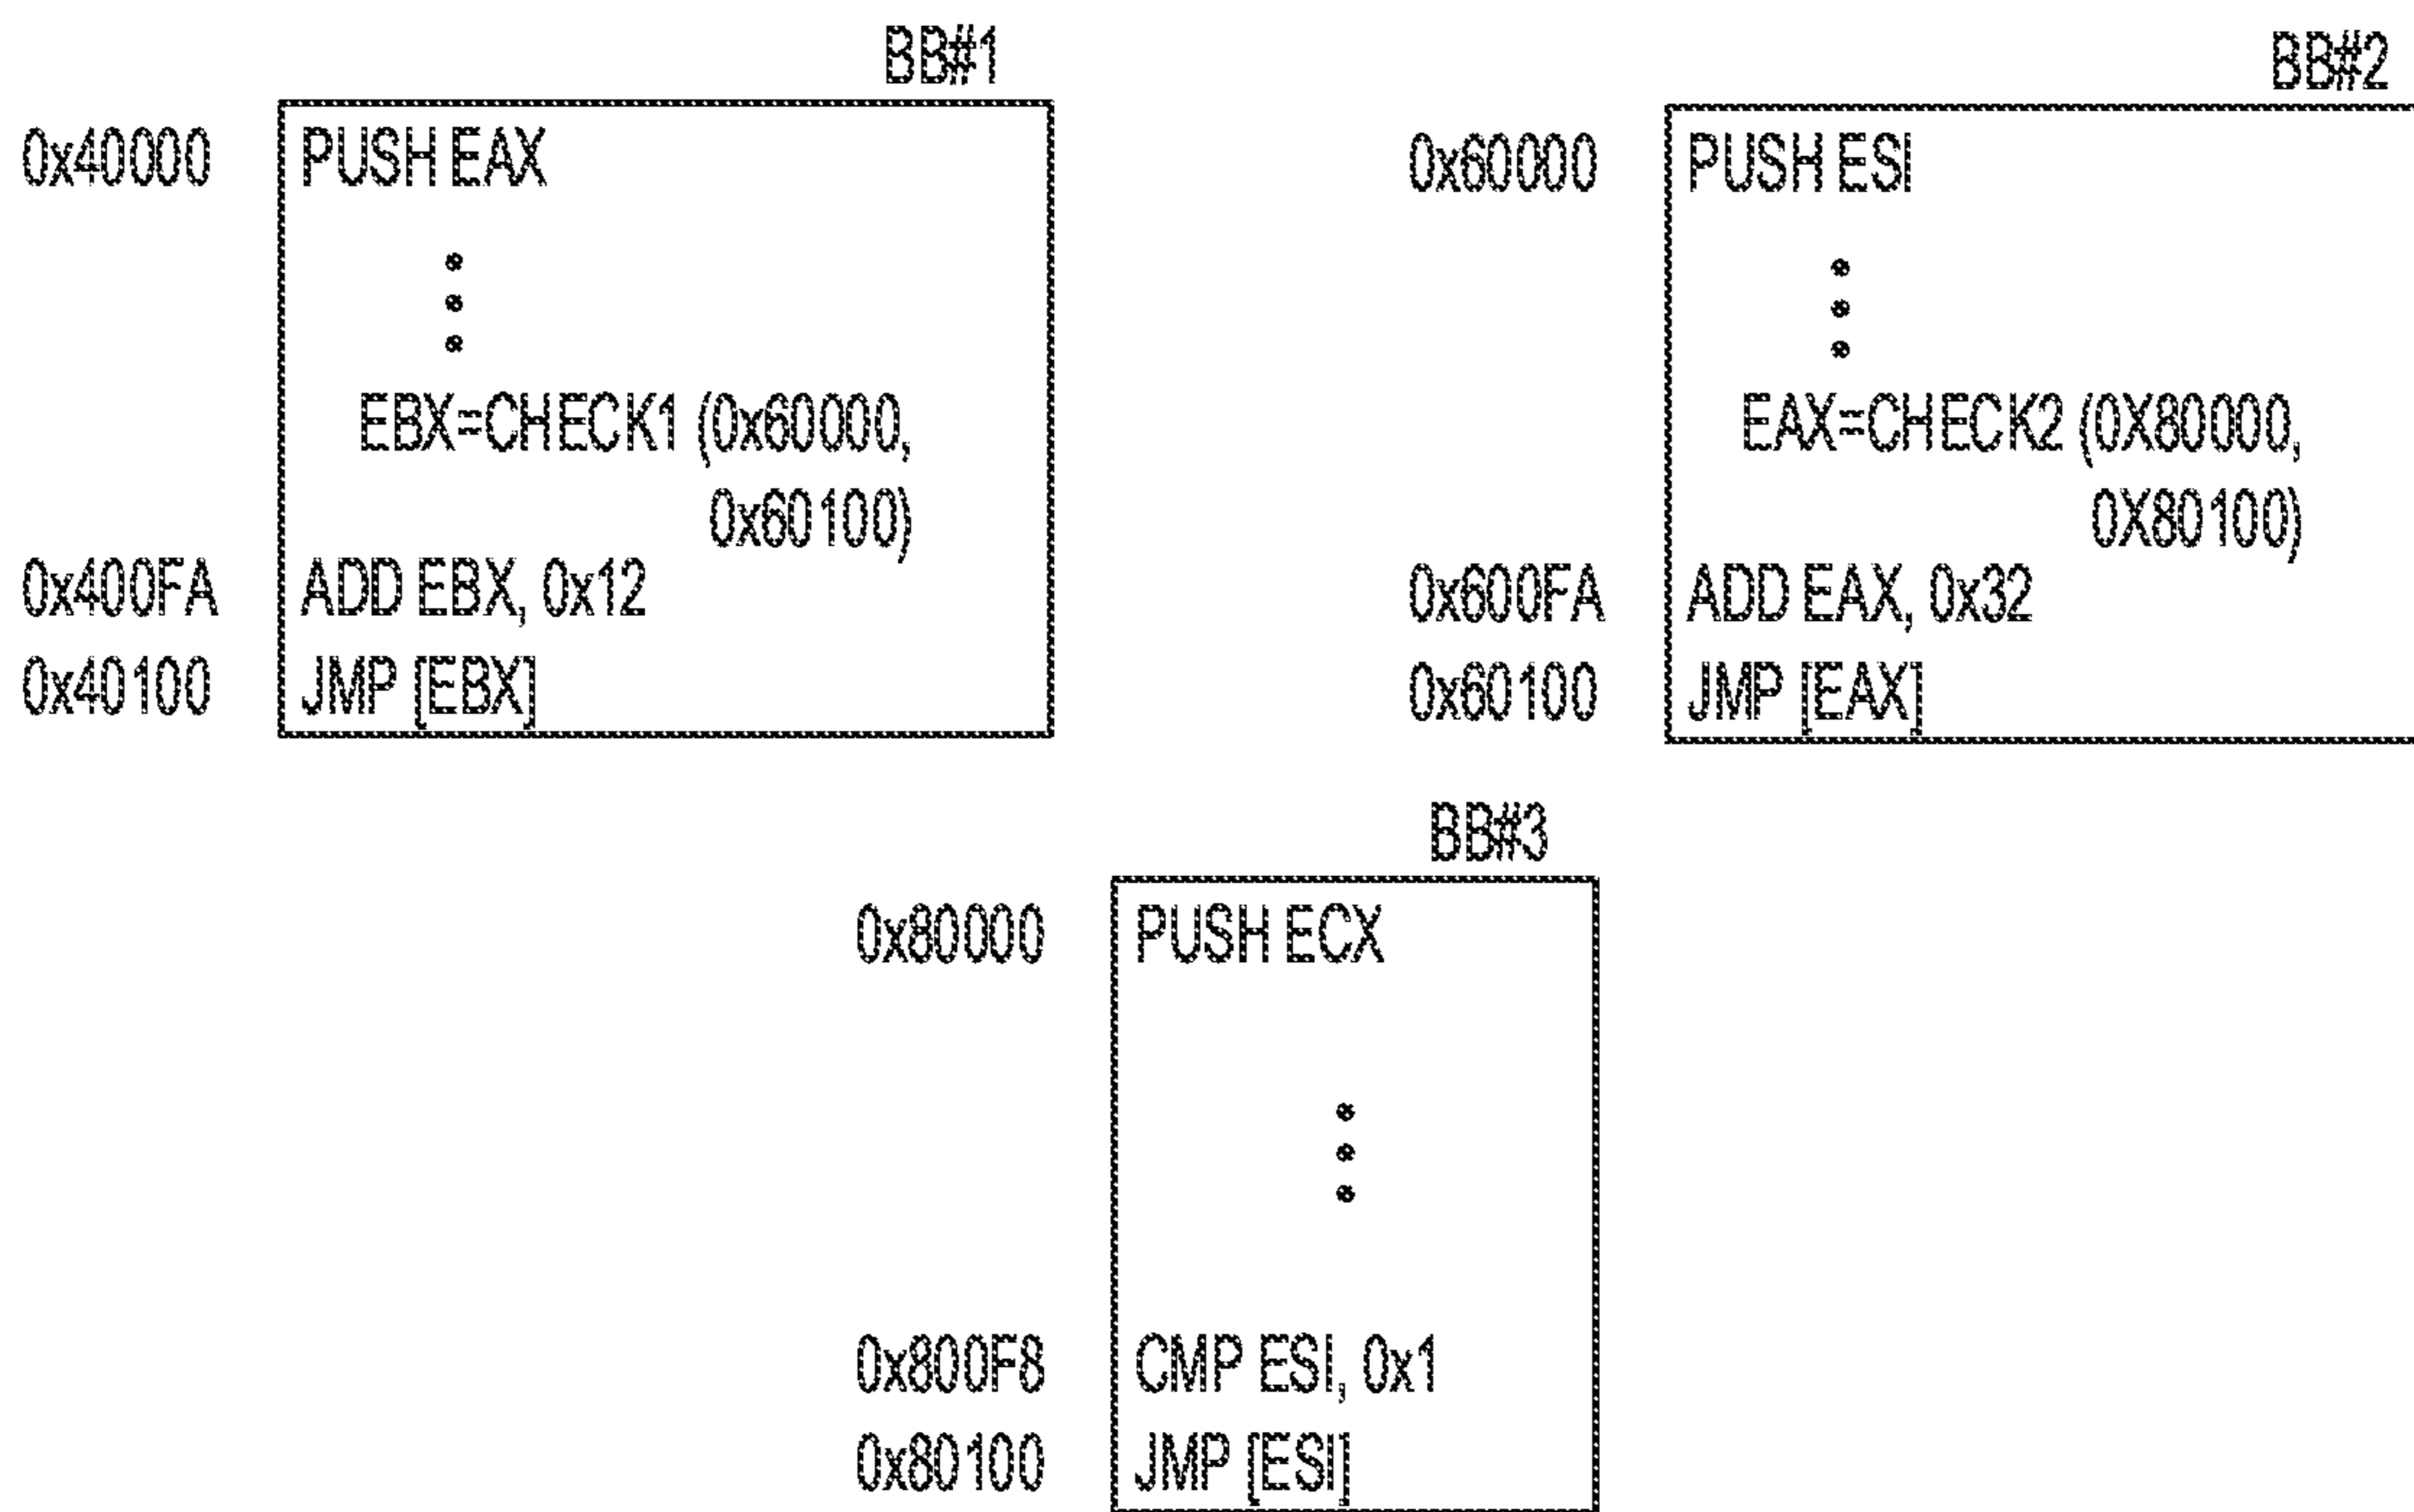 BB#1
0x40000 PUSH EAX
EBX=CHECK1 (0x60000,
0x60100)
0x400FA ADD EBX, 0x12
0x40100 JMP [EBX]
BB#2
0x60000 PUSH ESI
EAX=CHECK2 (0X80000,
0X80100)
0x600FA ADD EAX, 0x32
0x60100 JMP [EAX]
BB#3
0x80000 PUSH ECX
0x800F8 CMP ESI, 0x1
0x80100 JMP [ESI]